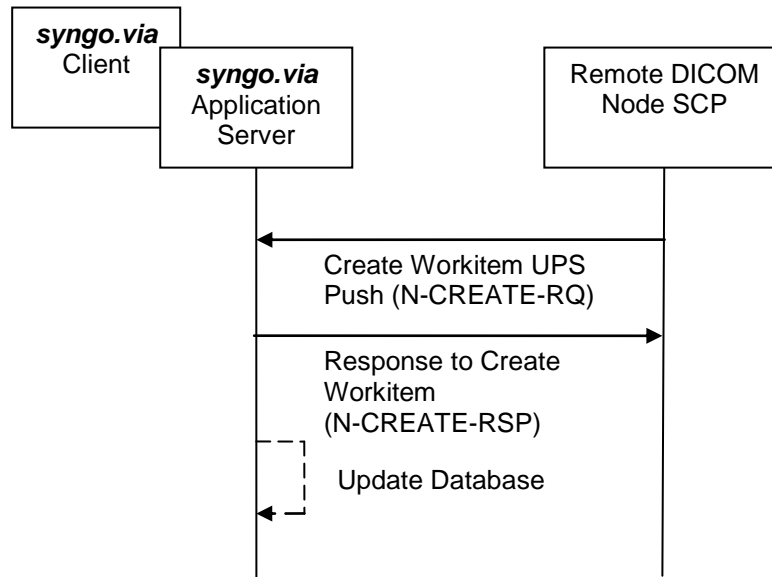 syngo.via
Client
syngo.via
Application
Server
Remote DICOM
Node SCP
Create Workitem UPS
Push (N-CREATE-RQ)
Response to Create
Workitem
(N-CREATE-RSP)
Update Database